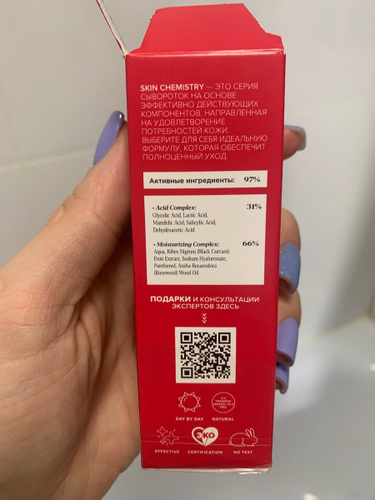 SKIN CHEMISTRY — ЭТО СЕРИЯ
СЫВОРОТОК НА ОСНОВЕ
ЭФФЕКТИВНО ДЕЙСТВУЮЩИХ
КОМПОНЕНТОВ, НАПРАВЛЕННАЯ
НА УДОВЛЕТВОРЕНИЕ
ПОТРЕБНОСТЕЙ КОЖИ.
ВЫБЕРИТЕ ДЛЯ СЕБЯ ИДЕАЛЬНУЮ
ФОРМУЛУ, КОТОРАЯ ОБЕСПЕЧИТ
ПОЛНОЦЕННЫЙ УХОД.
Активные ингредиенты: 97%
• Acid Complex: 31%
Glycolic Acid, Lactic Acid,
Mandelic Acid, Salicylic Acid,
Dehydroacetic Acid
• Moisturizing Complex: 66%
Aqua, Ribes Nigrum (Black Currant)
Fruit Extract, Sodium Hyaluronate,
Panthenol, Aniba Rosaeodora
(Rosewood) Wood Oil
ПОДАРКИ И КОНСУЛЬТАЦИИ
ЭКСПЕРТОВ ЗДЕСЬ
DAY BY DAY NATURAL
ЭКО
EFFECTIVE CERTIFICATION NO TEST